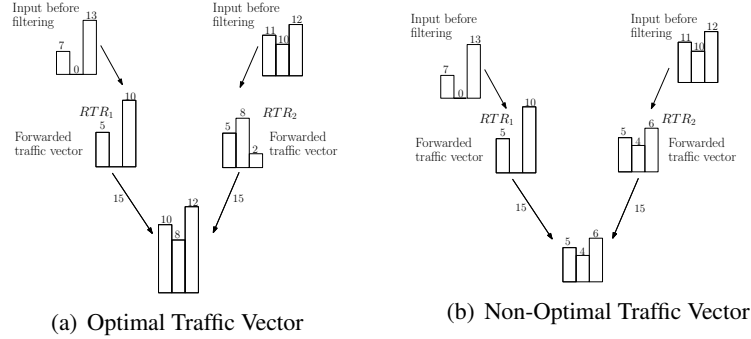 Input before
filtering
7
0
13
Input before
filtering
11
10
12
RTR1
5
10
Forwarded
traffic vector
RTR2
5
8
2
Forwarded
traffic vector
15
15
10
8
12
(a) Optimal Traffic Vector
Input before
filtering
7
0
13
Input before
filtering
11
10
12
RTR1
5
10
Forwarded
traffic vector
RTR2
5
4
6
Forwarded
traffic vector
15
15
5
4
6
(b) Non-Optimal Traffic Vector